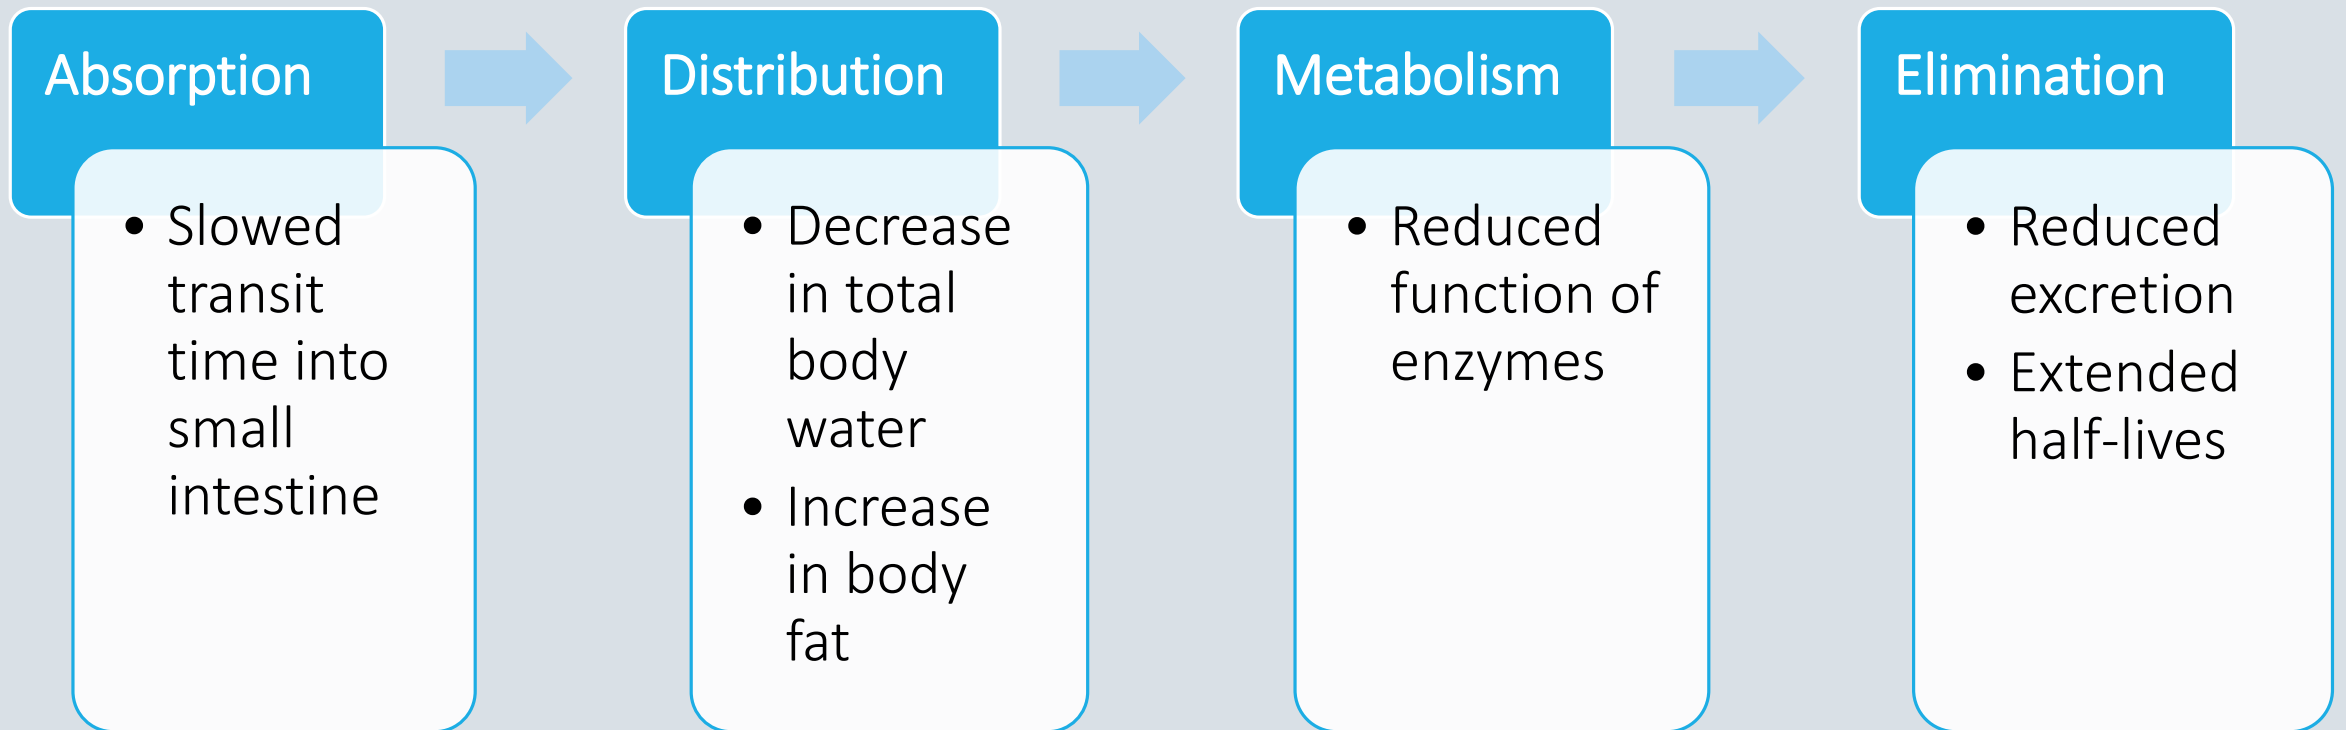 Absorption
• Slowed
transit
time into
small
intestine
Distribution
• Decrease
in total
body
water
• Increase
in body
fat
Metabolism
• Reduced
function of
enzymes
Elimination
• Reduced
excretion
• Extended
half-lives